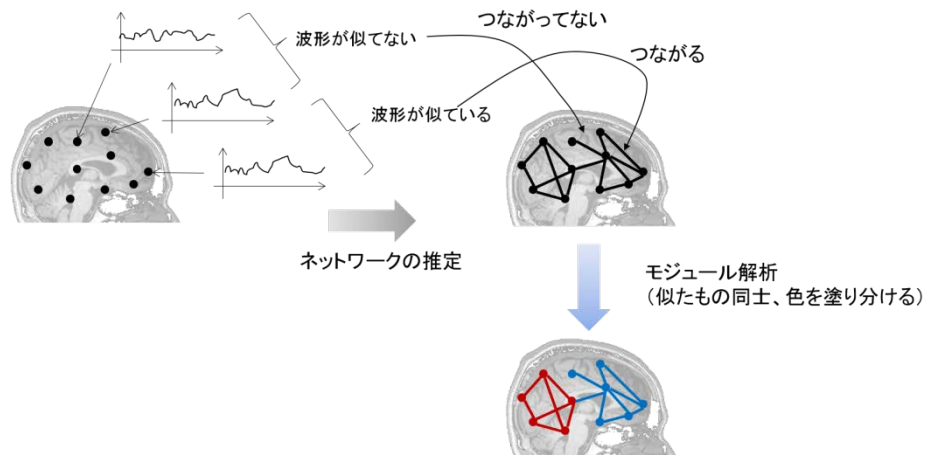 つながってない
波形が似てない
つながる
波形が似ている
ネットワークの推定
モジュール解析
(似たもの同士、色を塗り分ける)